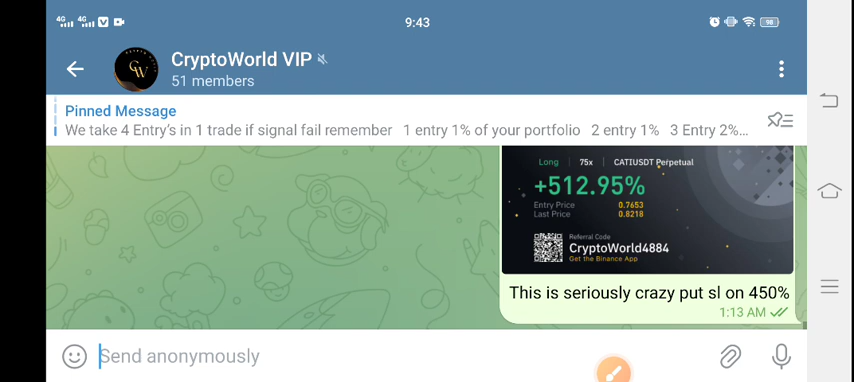 4G 4G V 9:43 98
CryptoWorld VIP
51 members
Pinned Message
We take 4 Entry's in 1 trade if signal fail remember 1 entry 1% of your portfolio 2 entry 1% 3 Entry 2%...
Long | 75x | CATIUSDT Perpetual
+512.95%
Entry Price 0.7653
Last Price 0.8218
Referral Code
CryptoWorld4884
Get the Binance App
This is seriously crazy put sl on 450%
1:13 AM
Send anonymously